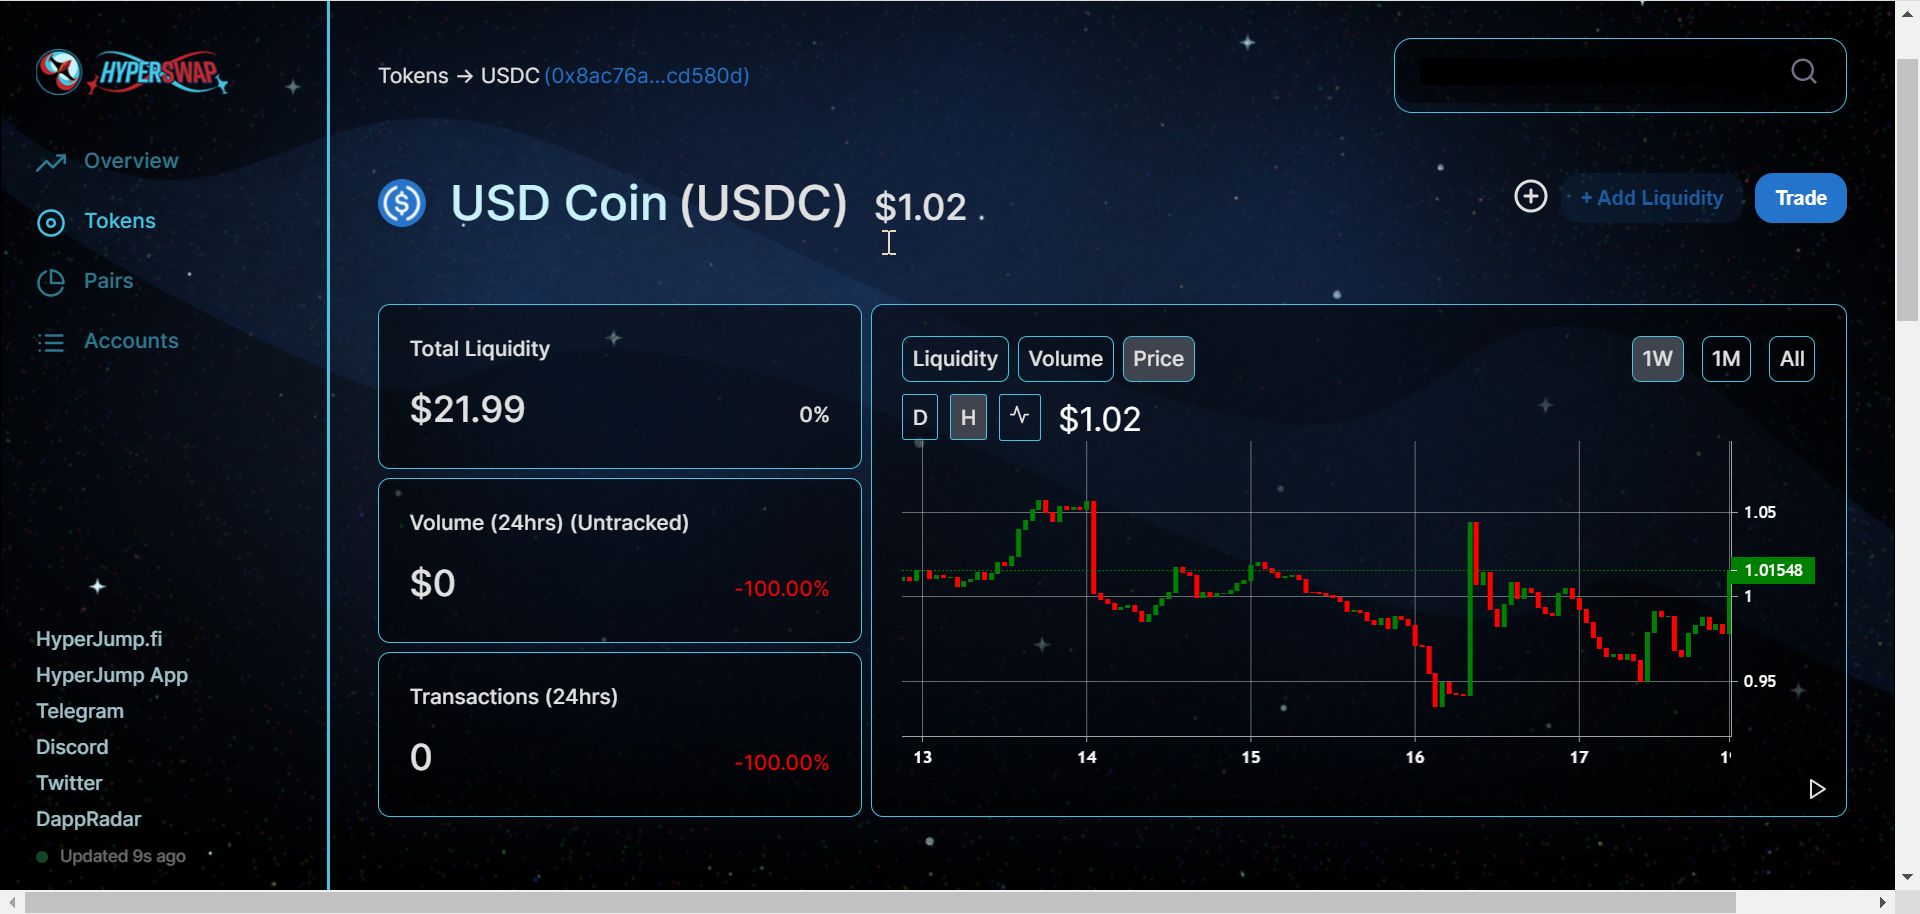 HYPERSWAP
Overview
Tokens
Pairs
Accounts
HyperJump.fi
HyperJump App
Telegram
Discord
Twitter
DappRadar
Updated 9s ago
Tokens → USDC (0x8ac76a...cd580d)
USD Coin (USDC) $1.02
+ Add Liquidity
Trade
Total Liquidity
$21.99 0%
Volume (24hrs) (Untracked)
$0 -100.00%
Transactions (24hrs)
0 -100.00%
Liquidity Volume Price 1W 1M All
D H $1.02
1.05
1.01548
1
0.95
13 14 15 16 17